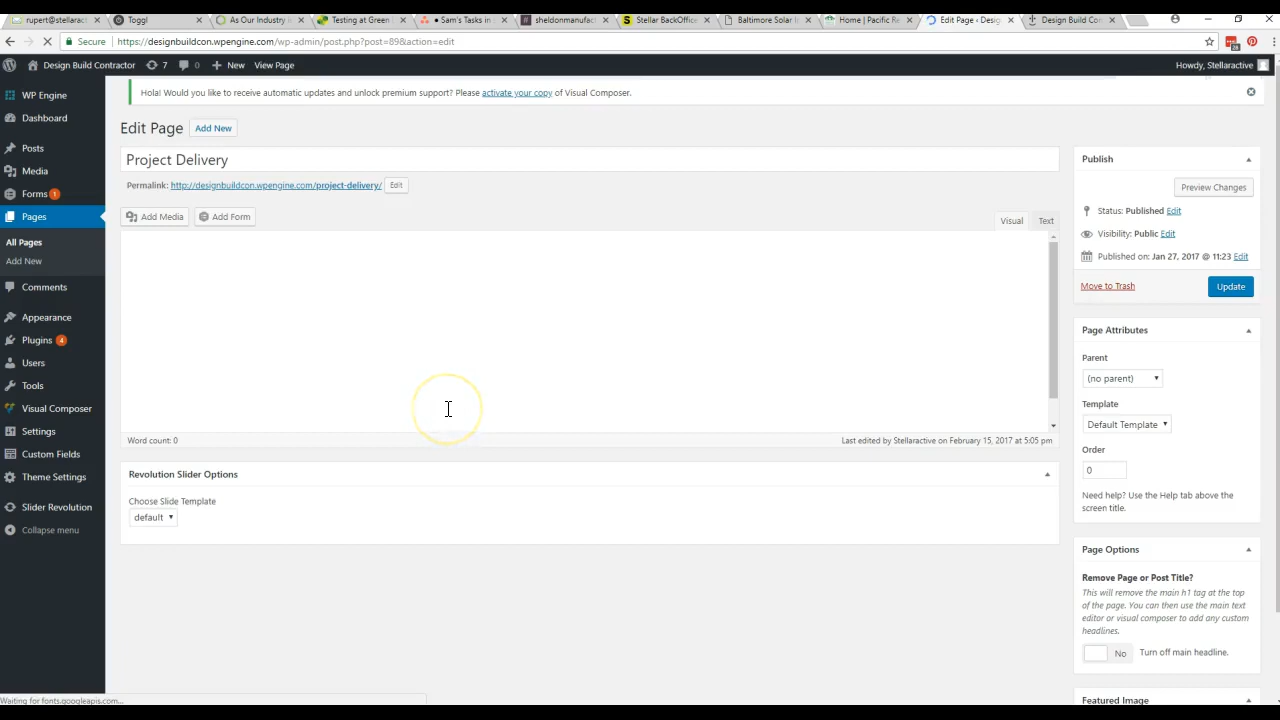 rupert@stellarac
Toggl
As Our Industry i
Testing at Green
● Sam's Tasks in
sheldonmanufac
Stellar BackOffice
Baltimore Solar In
Home | Pacific Re
Edit Page ‹ Desig
Design Build Con
Secure https://designbuildcon.wpengine.com/wp-admin/post.php?post=89&action=edit
Design Build Contractor 7 0 New View Page Howdy, Stellaractive
WP Engine
Dashboard
Posts
Media
Forms 1
Pages
All Pages
Add New
Comments
Appearance
Plugins 4
Users
Tools
Visual Composer
Settings
Custom Fields
Theme Settings
Slider Revolution
Collapse menu
Hola! Would you like to receive automatic updates and unlock premium support? Please activate your copy of Visual Composer.
Edit Page Add New
Project Delivery
Permalink: http://designbuildcon.wpengine.com/project-delivery/ Edit
Add Media Add Form Visual Text
Word count: 0 Last edited by Stellaractive on February 15, 2017 at 5:05 pm
Revolution Slider Options
Choose Slide Template
default
Publish
Preview Changes
Status: Published Edit
Visibility: Public Edit
Published on: Jan 27, 2017 @ 11:23 Edit
Move to Trash Update
Page Attributes
Parent
(no parent)
Template
Default Template
Order
0
Need help? Use the Help tab above the
screen title.
Page Options
Remove Page or Post Title?
This will remove the main h1 tag at the top
of the page. You can then use the main text
editor or visual composer to add any custom
headlines.
No Turn off main headline.
Featured Image
Waiting for fonts.googleapis.com...